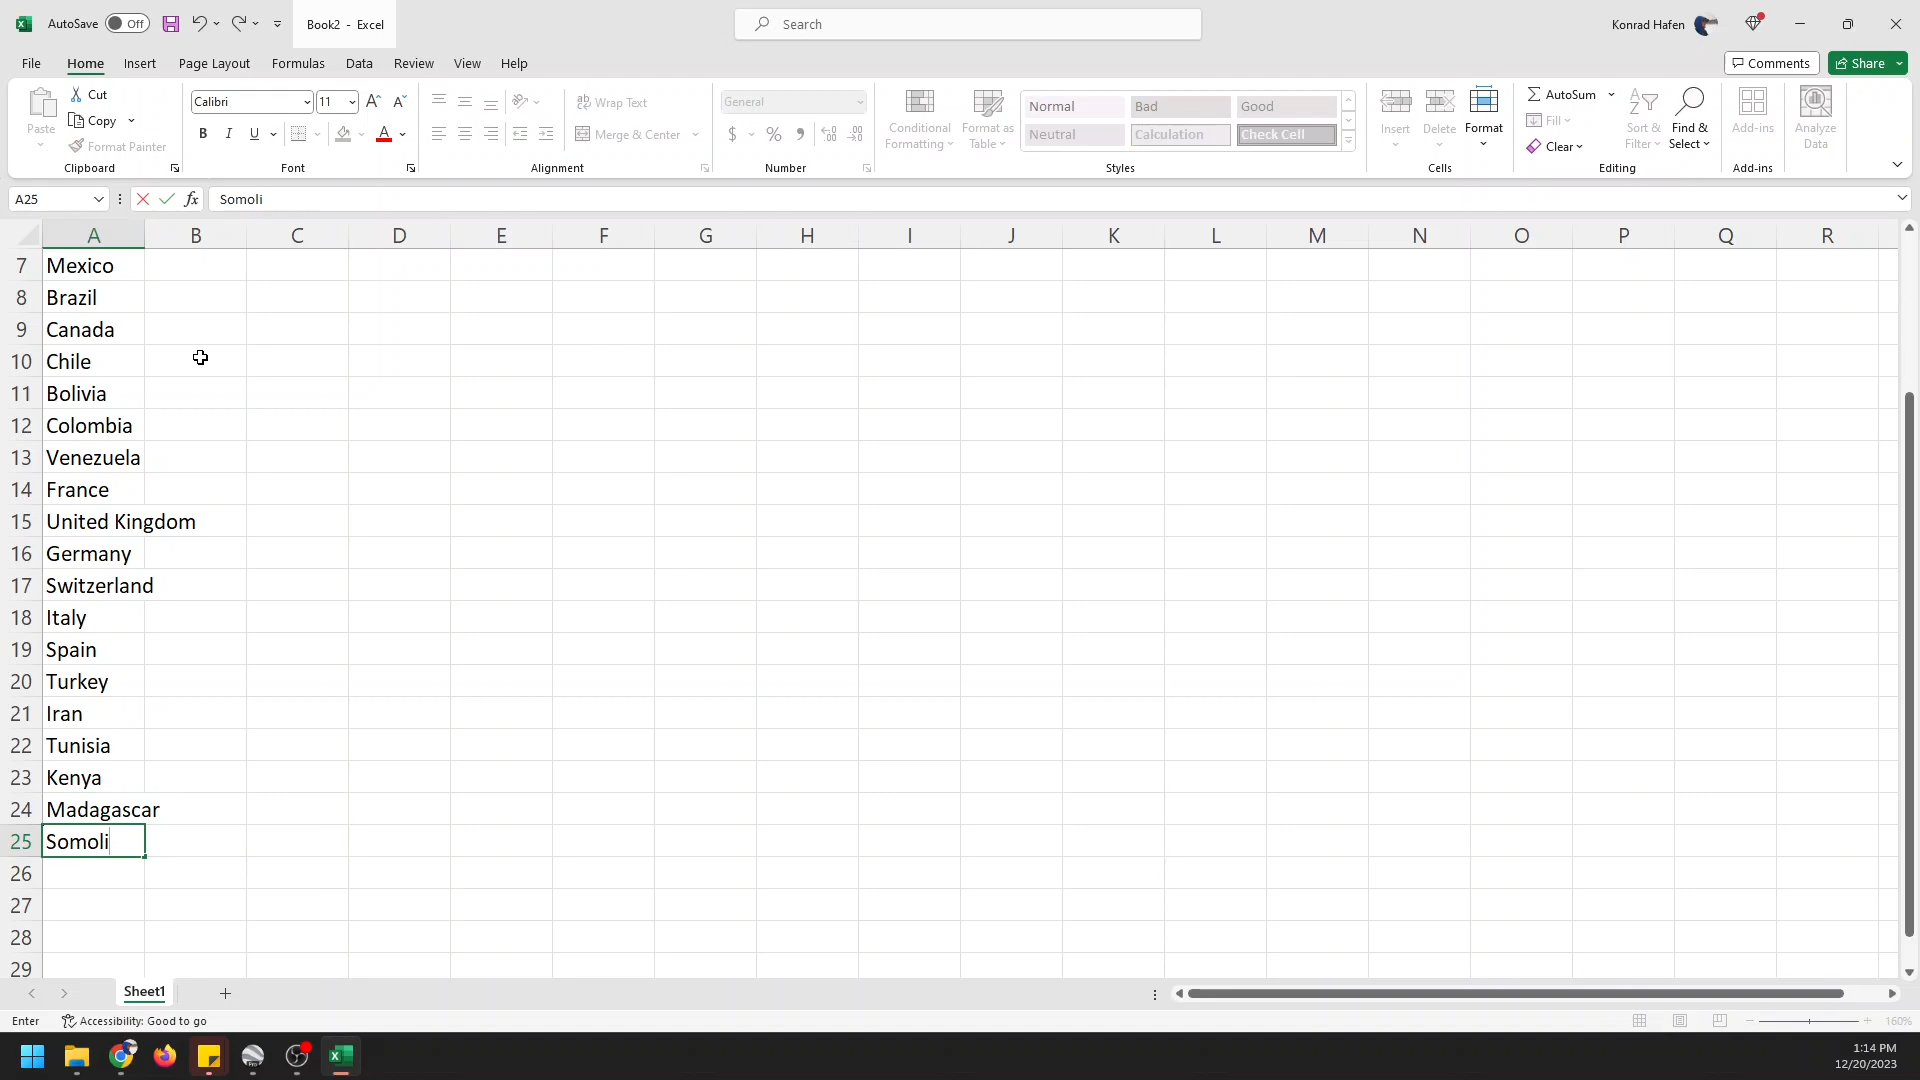 AutoSave Off Book2 - Excel Search Konrad Hafen
File Home Insert Page Layout Formulas Data Review View Help Comments Share
Paste Cut Copy Format Painter Clipboard
Calibri 11 A A B I U A Font
ab Wrap Text Merge & Center Alignment
General $ % , Number
Conditional Formatting Format as Table
Normal Bad Good
Neutral Calculation Check Cell
Styles
Insert Delete Format Cells
AutoSum Fill Clear Sort & Filter Find & Select Editing
Add-ins Add-ins
Analyze Data
A25 fx Somoli
A B C D E F G H I J K L M N O P Q R
7 Mexico
8 Brazil
9 Canada
10 Chile
11 Bolivia
12 Colombia
13 Venezuela
14 France
15 United Kingdom
16 Germany
17 Switzerland
18 Italy
19 Spain
20 Turkey
21 Iran
22 Tunisia
23 Kenya
24 Madagascar
25 Somoli
26
27
28
29
Sheet1
Enter Accessibility: Good to go 160%
1:14 PM
12/20/2023